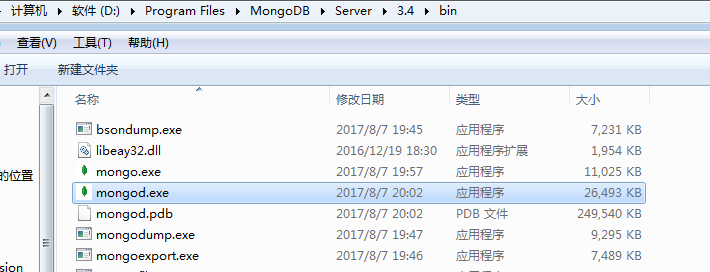 计算机 软件 (D:) Program Files MongoDB Server 3.4 bin
查看(V) 工具(T) 帮助(H)
打开 新建文件夹
名称 修改日期 类型 大小
bsondump.exe 2017/8/7 19:45 应用程序 7,231 KB
libeay32.dll 2016/12/19 18:30 应用程序扩展 1,954 KB
的位置 mongo.exe 2017/8/7 19:57 应用程序 11,025 KB
mongod.exe 2017/8/7 20:02 应用程序 26,493 KB
mongod.pdb 2017/8/7 20:02 PDB 文件 249,540 KB
mongodump.exe 2017/8/7 19:47 应用程序 9,295 KB
mongoexport.exe 2017/8/7 19:46 应用程序 7,489 KB
sion